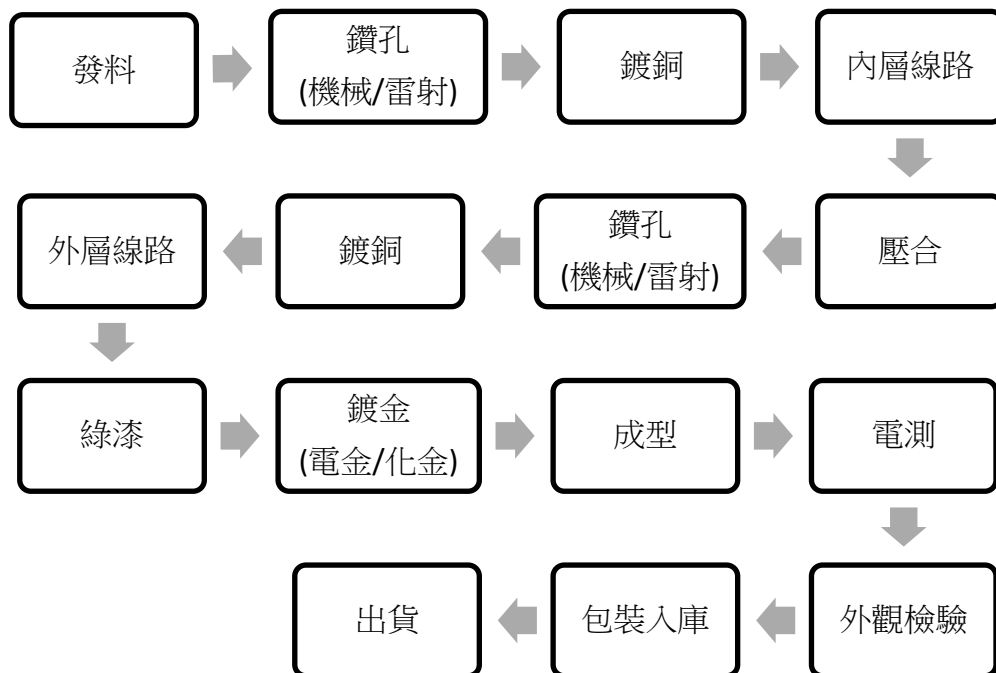 發料
鑽孔
(機械/雷射)
鍍銅
內層線路
壓合
鑽孔
(機械/雷射)
鍍銅
外層線路
綠漆
鍍金
(電金/化金)
成型
電測
外觀檢驗
包裝入庫
出貨